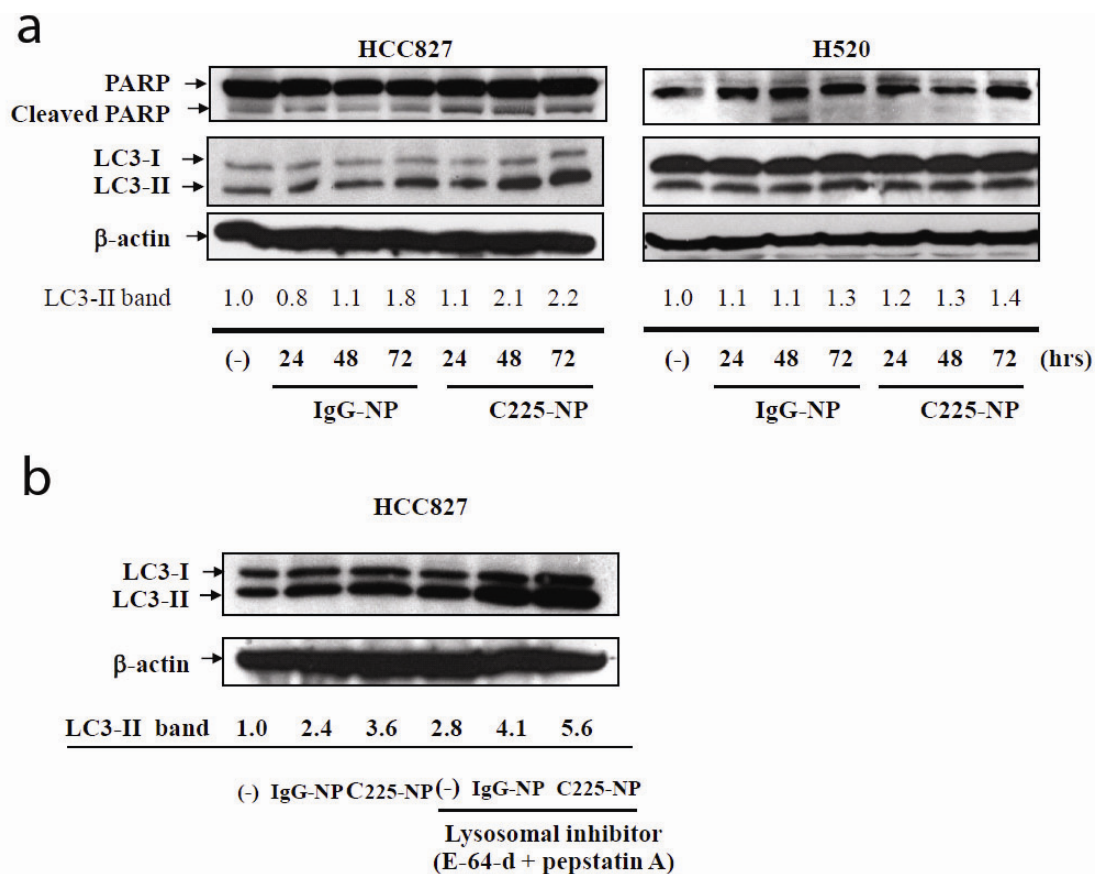 a
HCC827
H520
PARP
Cleaved PARP
LC3-I
LC3-II
β-actin
LC3-II band 1.0 0.8 1.1 1.8 1.1 2.1 2.2 1.0 1.1 1.1 1.3 1.2 1.3 1.4
(-) 24 48 72 24 48 72 (-) 24 48 72 24 48 72 (hrs)
IgG-NP C225-NP IgG-NP C225-NP
b
HCC827
LC3-I
LC3-II
β-actin
LC3-II band 1.0 2.4 3.6 2.8 4.1 5.6
(-) IgG-NP C225-NP (-) IgG-NP C225-NP
Lysosomal inhibitor
(E-64-d + pepstatin A)